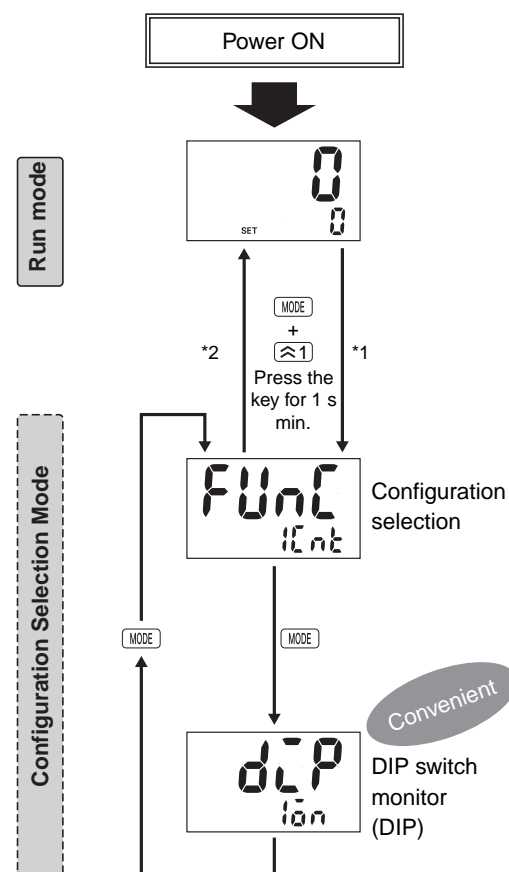 Power ON
Run mode
0
0
SET
MODE
+
1
*2
*1
Press the
key for 1 s
min.
Configuration Selection Mode
FUnC
1Cnt
Configuration
selection
MODE
MODE
Convenient
diP
1on
DIP switch
monitor
(DIP)